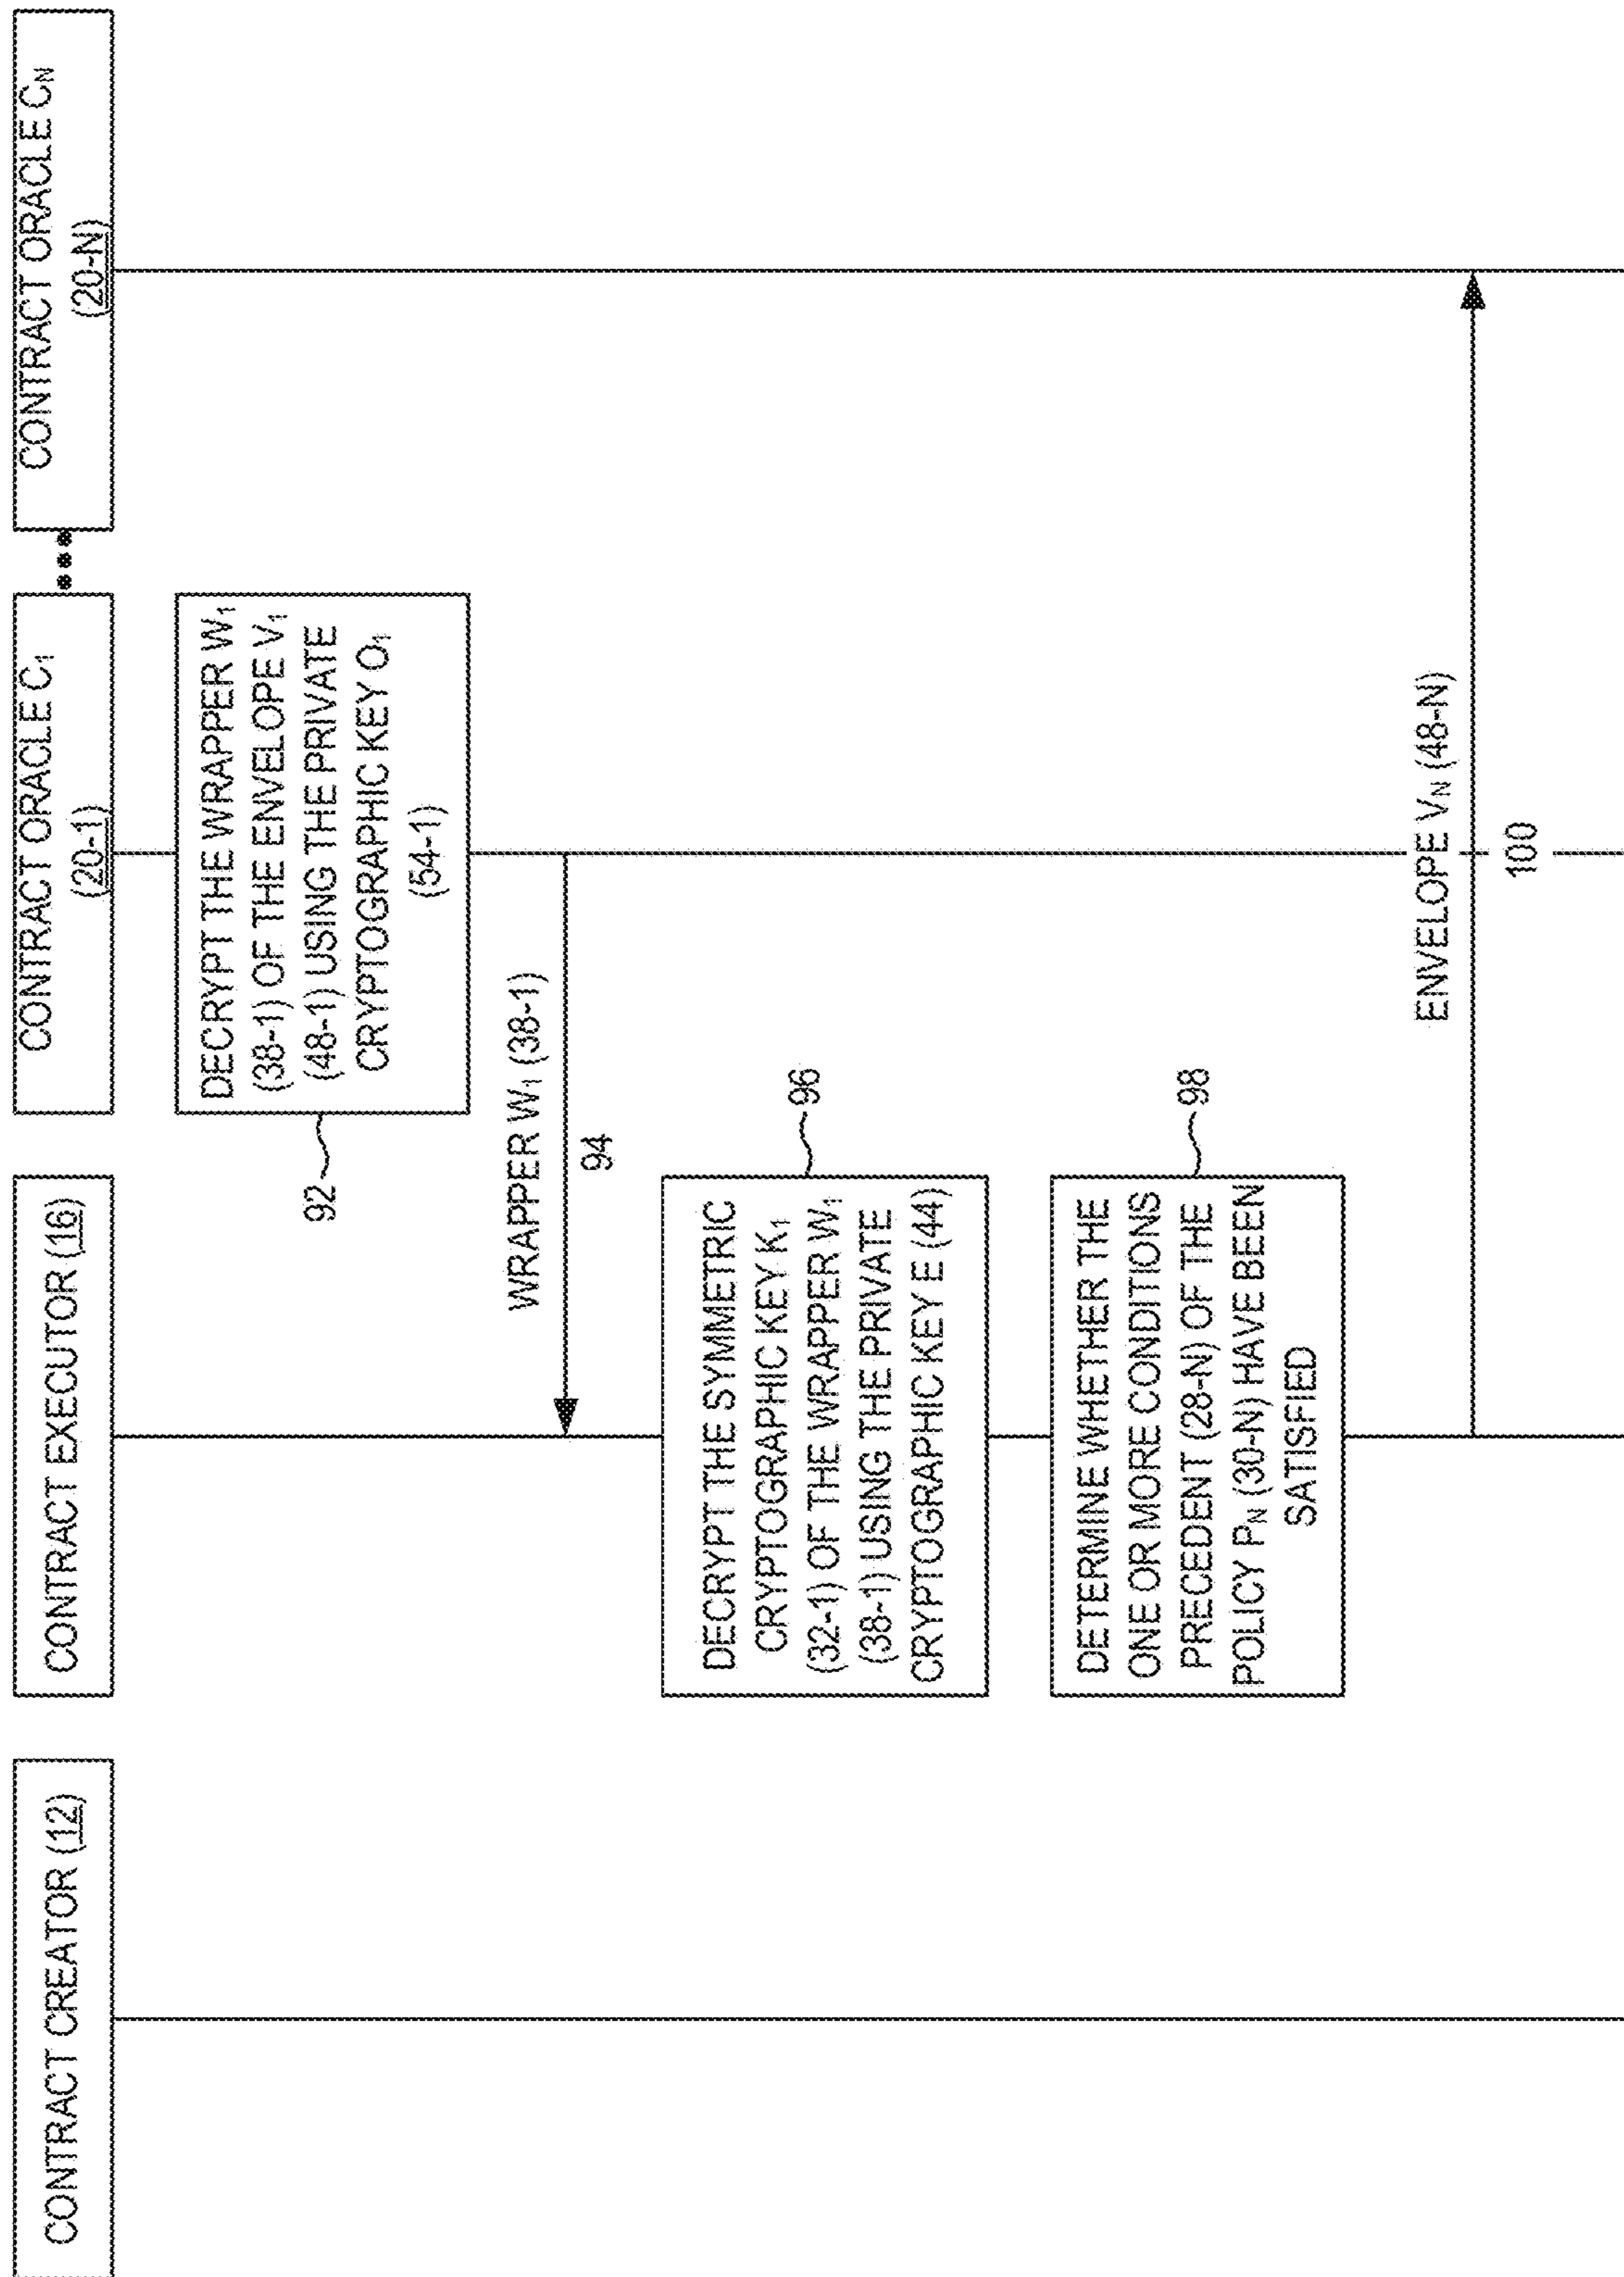 CONTRACT CREATOR (12)
CONTRACT EXECUTOR (16)
CONTRACT ORACLE C₁
(20-1)
•••
CONTRACT ORACLE Cₙ
(20-N)
DECRYPT THE WRAPPER W₁
(38-1) OF THE ENVELOPE V₁
(48-1) USING THE PRIVATE
CRYPTOGRAPHIC KEY O₁
(54-1)
92
WRAPPER W₁ (38-1)
94
DECRYPT THE SYMMETRIC
CRYPTOGRAPHIC KEY K₁
(32-1) OF THE WRAPPER W₁
(38-1) USING THE PRIVATE
CRYPTOGRAPHIC KEY E (44)
96
DETERMINE WHETHER THE
ONE OR MORE CONDITIONS
PRECEDENT (28-N) OF THE
POLICY Pₙ (30-N) HAVE BEEN
SATISFIED
98
ENVELOPE Vₙ (48-N)
100